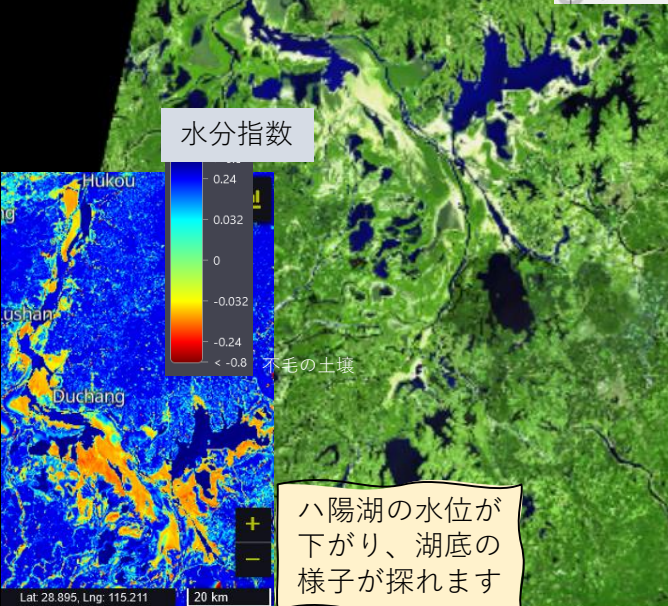 水分指数
0.24
0.032
0
-0.032
-0.24
< -0.8
Hukou
ushan
Duchang
不毛の土壌
ハ陽湖の水位が
下がり、湖底の
様子が探れます
+
−
Lat: 28.895, Lng: 115.211
20 km